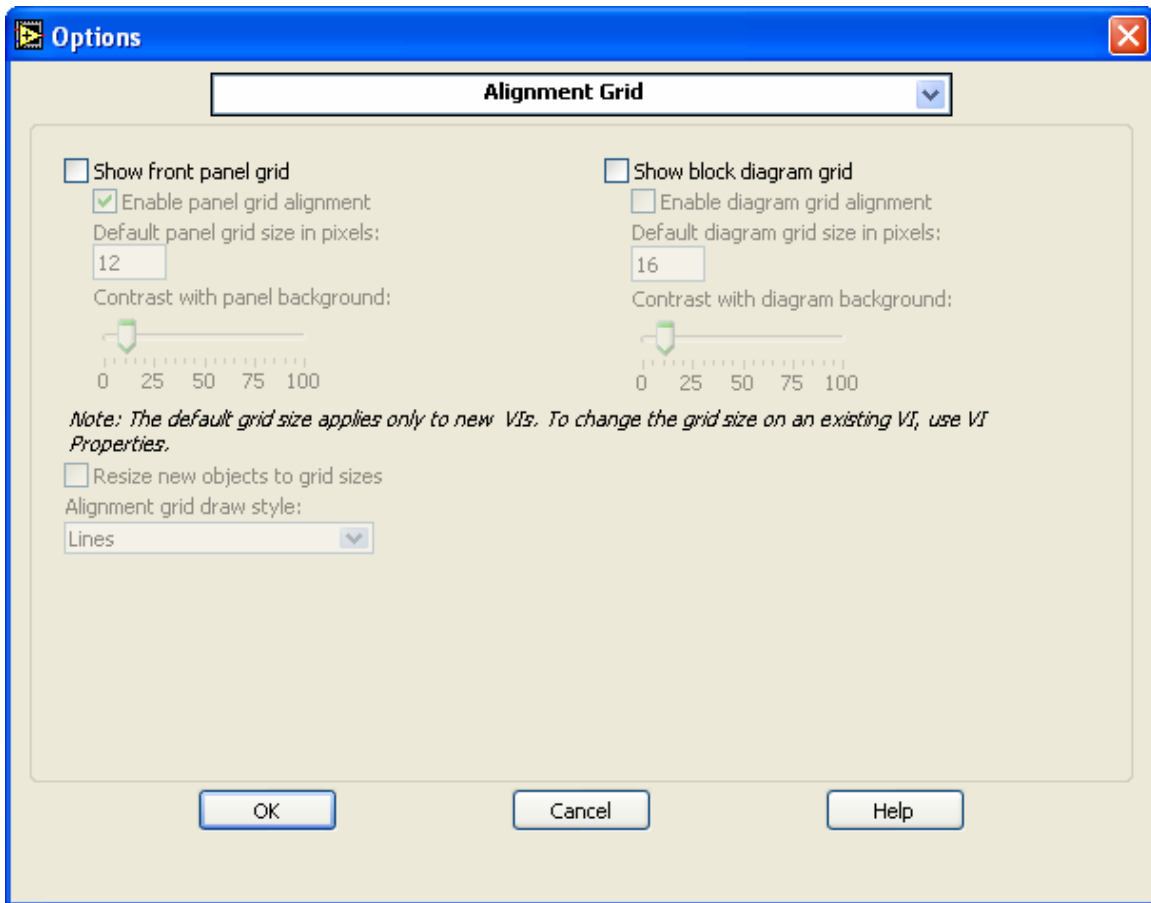 Options
Alignment Grid
Show front panel grid
Enable panel grid alignment
Default panel grid size in pixels:
12
Contrast with panel background:
0 25 50 75 100
Show block diagram grid
Enable diagram grid alignment
Default diagram grid size in pixels:
16
Contrast with diagram background:
0 25 50 75 100
Note: The default grid size applies only to new VIs. To change the grid size on an existing VI, use VI
Properties.
Resize new objects to grid sizes
Alignment grid draw style:
Lines
OK Cancel Help